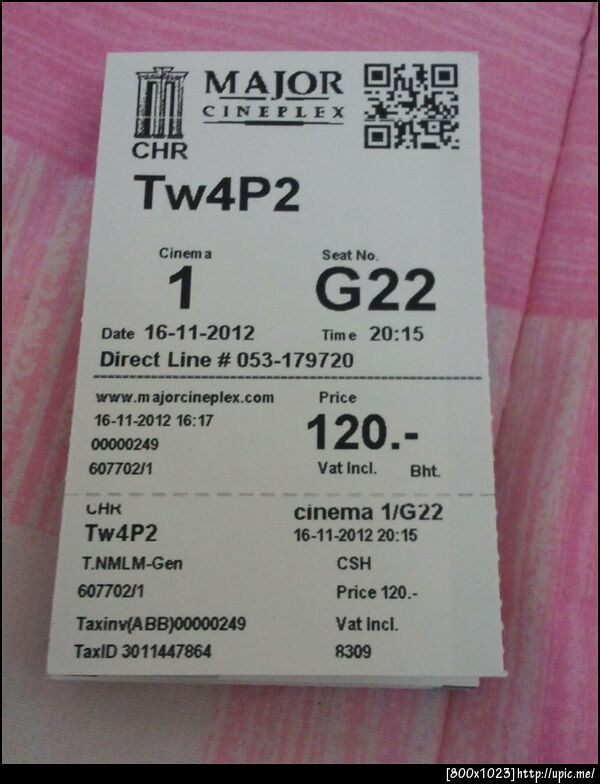 MAJOR
CINEPLEX
CHR
Tw4P2
Cinema Seat No.
1 G22
Date 16-11-2012 Time 20:15
Direct Line # 053-179720
www.majorcineplex.com Price
16-11-2012 16:17 120.-
00000249
607702/1 Vat Incl. Bht.
CHR cinema 1/G22
Tw4P2 16-11-2012 20:15
T.NMLM-Gen CSH
607702/1 Price 120.-
Taxinv(ABB)00000249 Vat Incl.
TaxID 3011447864 8309
[800x1023]http://upic.me/